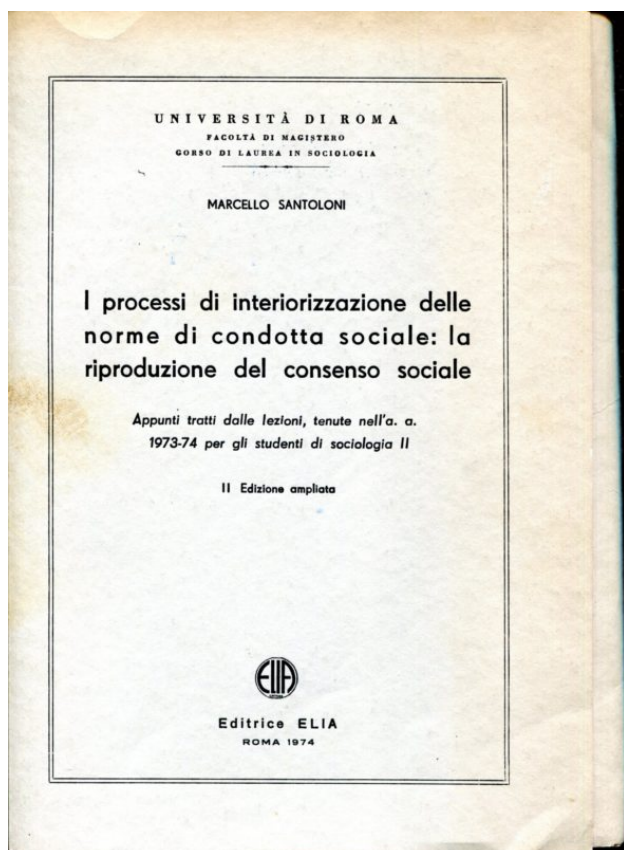 UNIVERSITÀ DI ROMA
FACOLTÀ DI MAGISTERO
CORSO DI LAUREA IN SOCIOLOGIA
MARCELLO SANTOLONI
I processi di interiorizzazione delle
norme di condotta sociale: la
riproduzione del consenso sociale
Appunti tratti dalle lezioni, tenute nell'a. a.
1973-74 per gli studenti di sociologia II
II Edizione ampliata
ELIA
Editrice ELIA
ROMA 1974